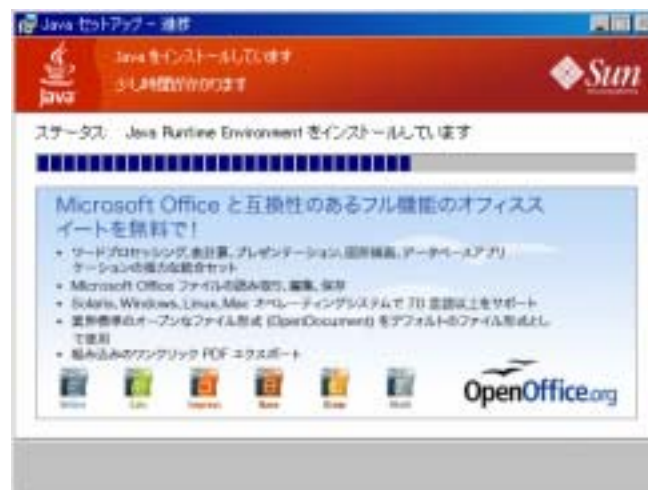 Java セットアップ - 進捗
Java をインストールしています
少し時間がかかります
Java
Sun
ステータス: Java Runtime Environment をインストールしています
Microsoft Office と互換性のあるフル機能のオフィスス
イートを無料で!
• ワードプロセッシング, 表計算, プレゼンテーション, 図形描画, データベースアプリ
ケーションの強力な統合セット
• Microsoft Office ファイルの読み取り, 編集, 保存
• Solaris, Windows, Linux, Mac オペレーティングシステムで 70 言語以上をサポート
• 業界標準のオープンなファイル形式 (OpenDocument) をデフォルトのファイル形式とし
て使用
• 組み込みのワンクリック PDF エクスポート
Writer Calc Impress Base Draw Math
OpenOffice.org